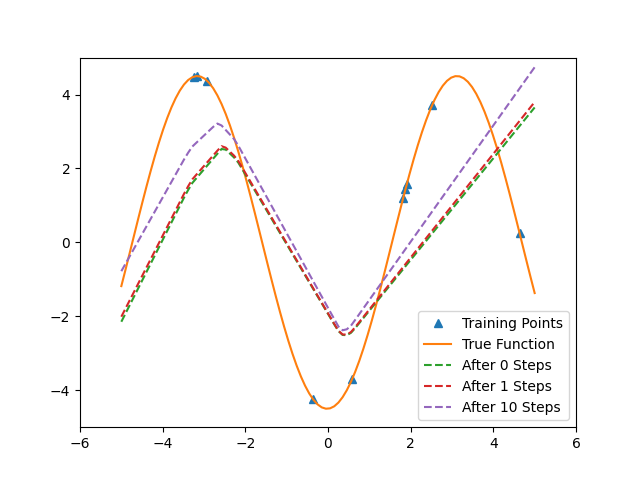 4
2
0
−2
−4
Training Points
True Function
After 0 Steps
After 1 Steps
After 10 Steps
−6
−4
−2
0
2
4
6